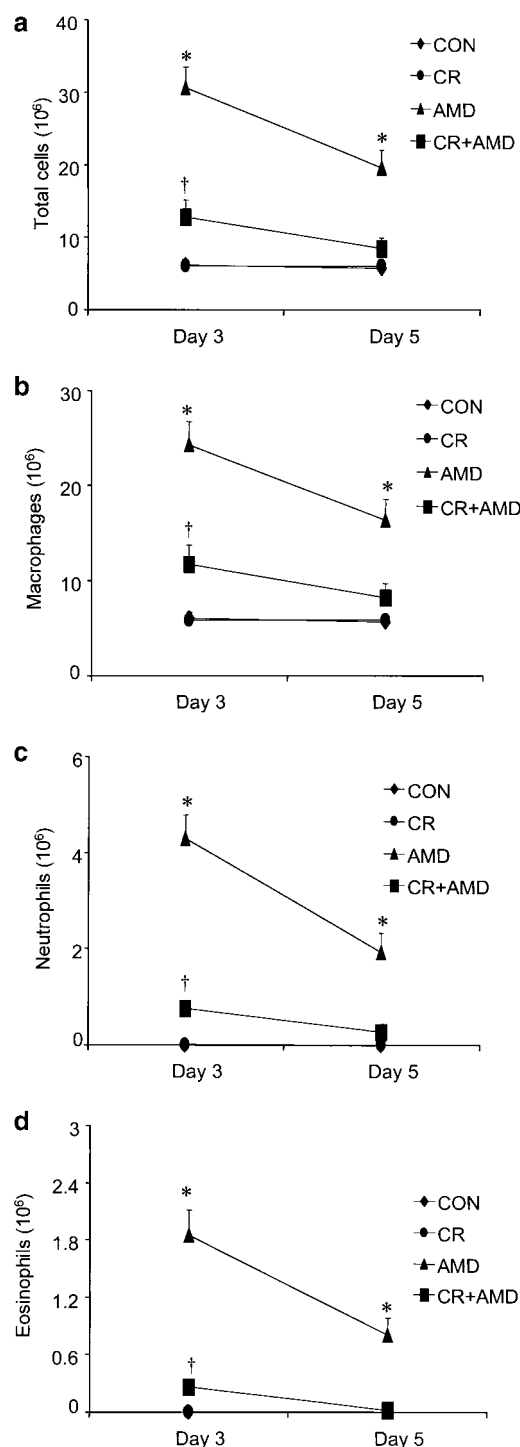 a
Total cells (10⁶)
40
30
20
10
0
*
*
†
CON
CR
AMD
CR+AMD
Day 3 Day 5
b
Macrophages (10⁶)
30
20
10
0
*
*
†
CON
CR
AMD
CR+AMD
Day 3 Day 5
c
Neutrophils (10⁶)
6
4
2
0
*
*
†
CON
CR
AMD
CR+AMD
Day 3 Day 5
d
Eosinophils (10⁶)
3
2.4
1.8
1.2
0.6
0
*
*
†
CON
CR
AMD
CR+AMD
Day 3 Day 5